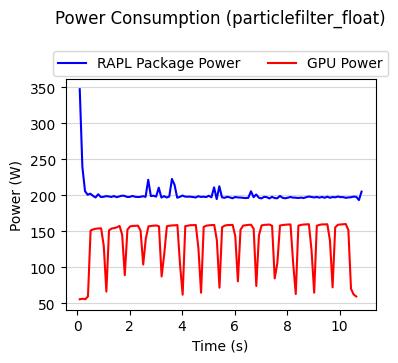 Power Consumption (particlefilter_float)
RAPL Package Power
GPU Power
350
300
250
200
150
100
50
Power (W)
0 2 4 6 8 10
Time (s)